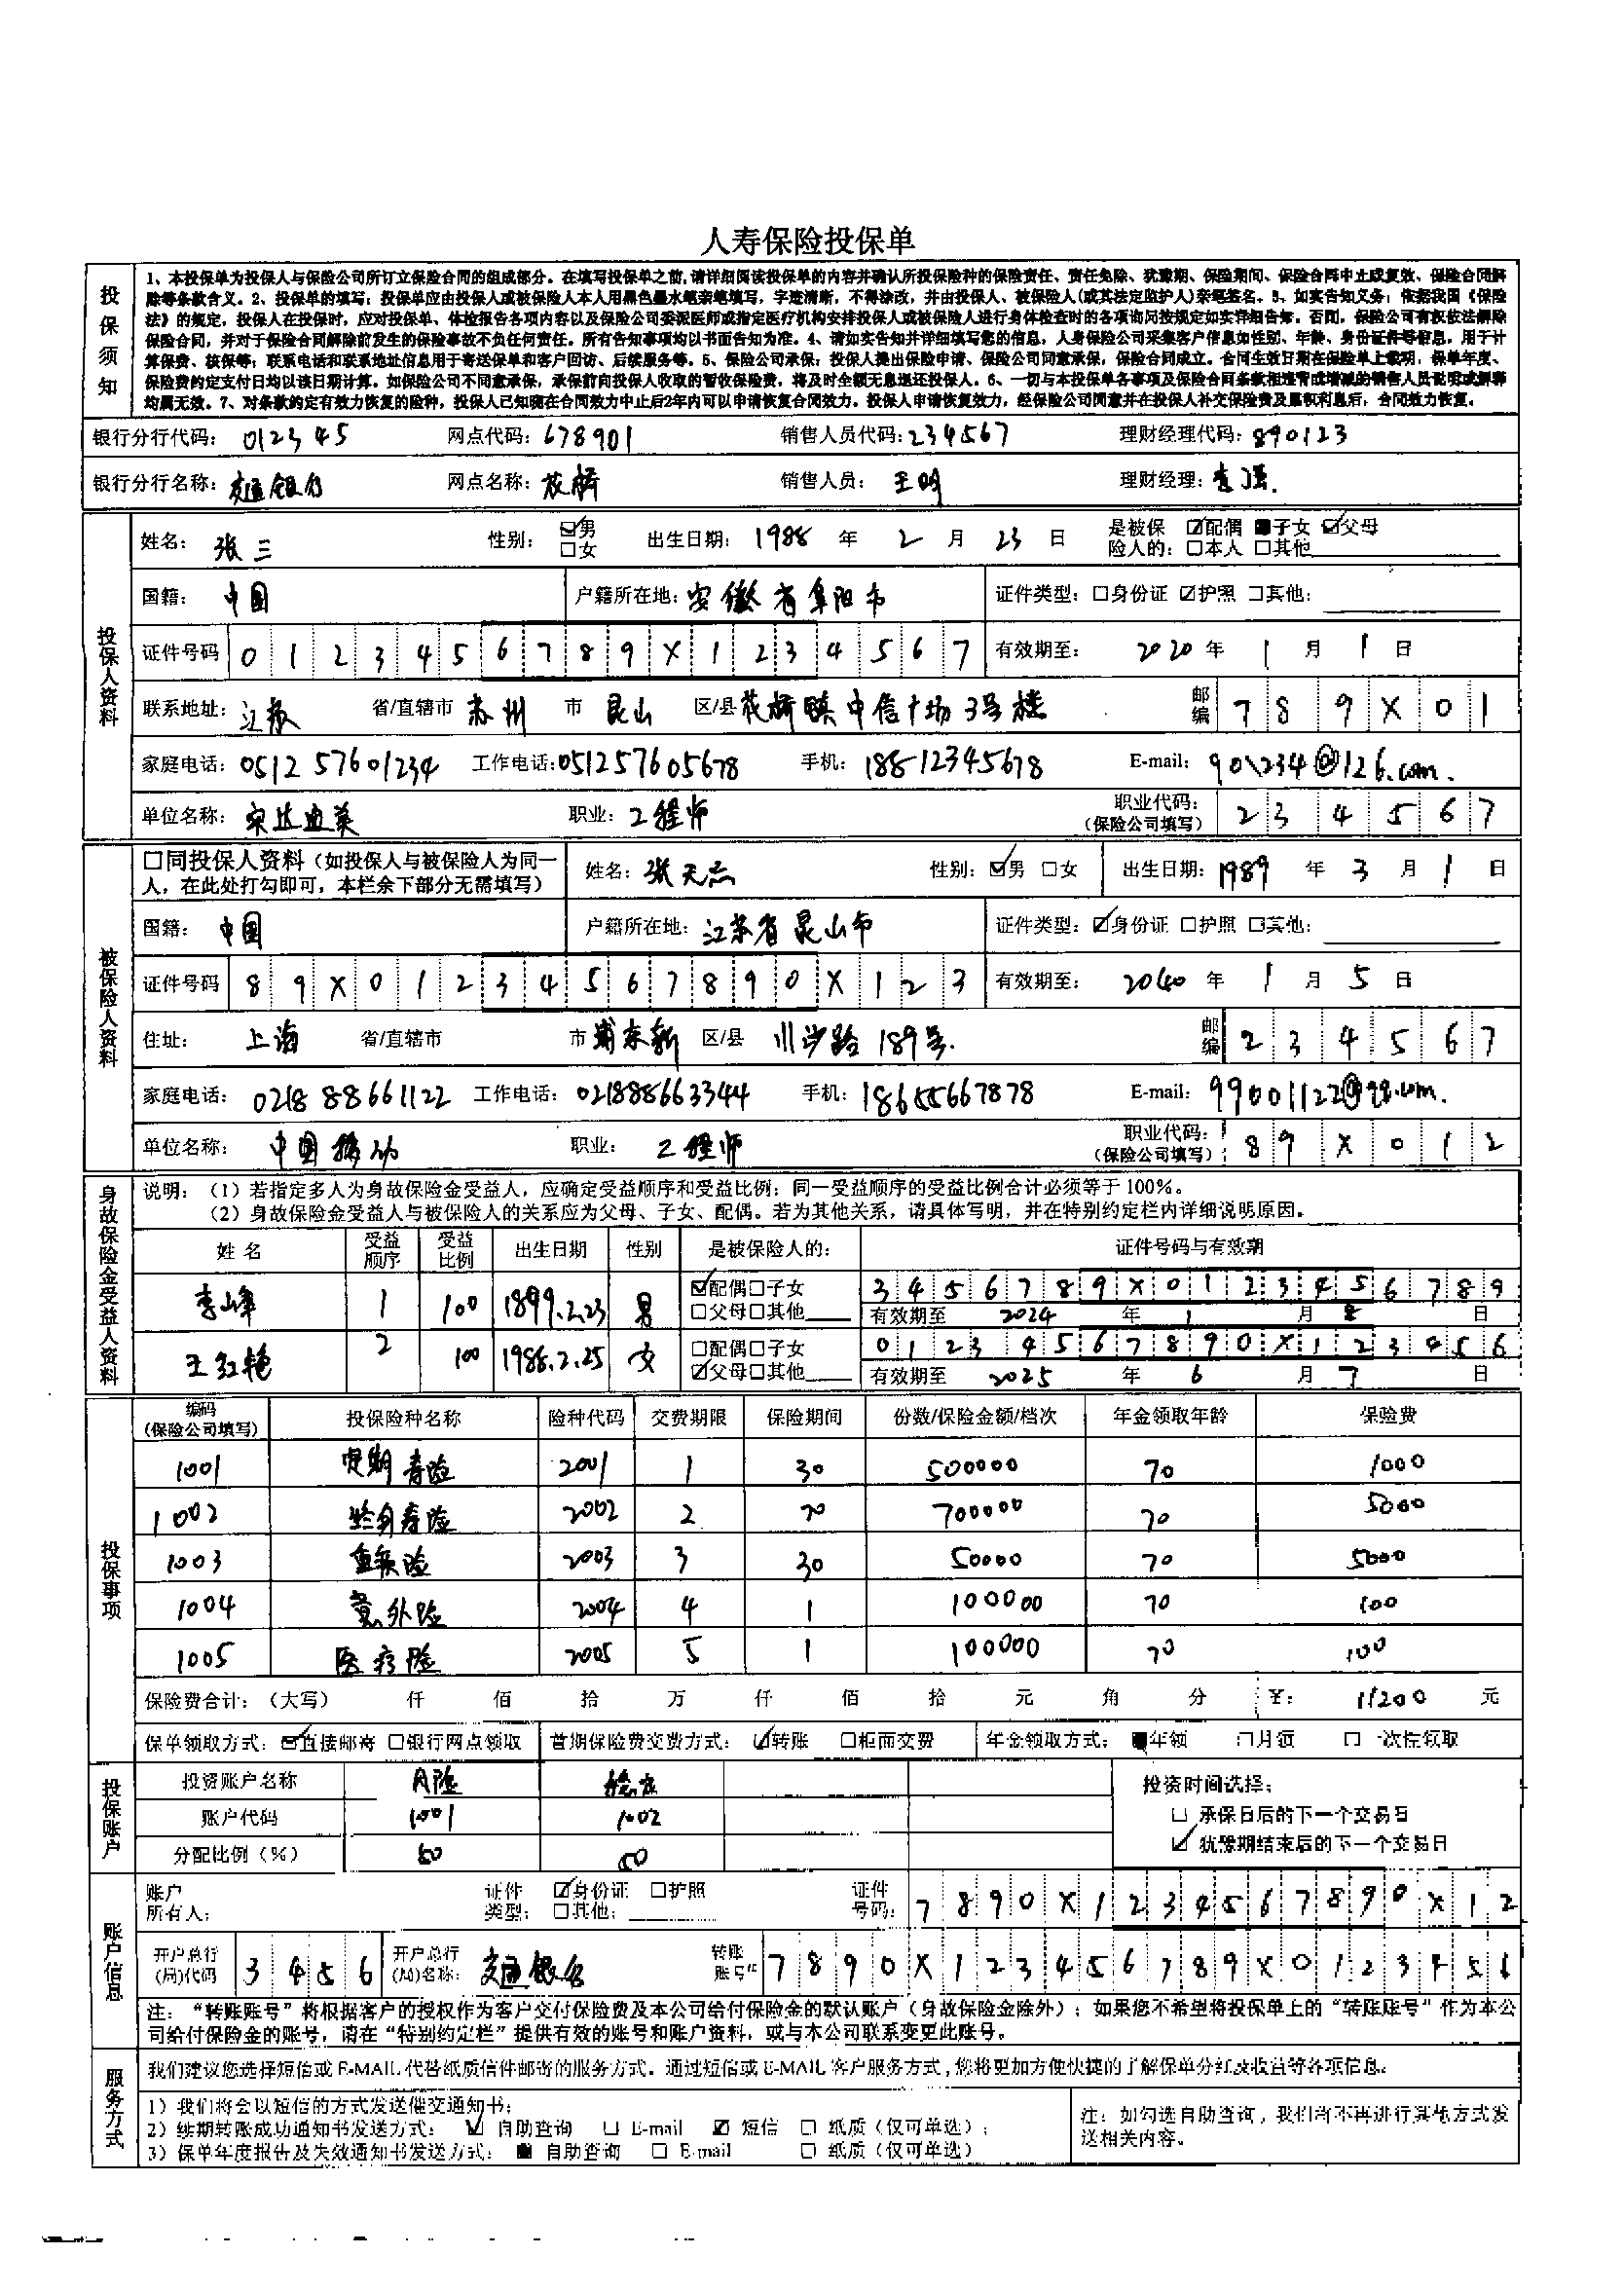 人寿保险投保单
投保须知
1、本投保单为投保人与保险公司所订立保险合同的组成部分。在填写投保单之前,请详细阅读投保单的内容并确认所投保险种的保险责任、责任免除、犹豫期、保险期间、保险合同中止或复效、保险合同解
除等条款含义。2、投保单的填写:投保单应由投保人或被保险人本人用黑色墨水笔亲笔填写,字迹清晰,不得涂改,并由投保人、被保险人(或其法定监护人)亲笔签名。3、如实告知义务:依据我国《保险
法》的规定,投保人在投保时,应对投保单、体检报告各项内容以及保险公司委派医师或指定医疗机构安排投保人或被保险人进行身体检查时的各项询问按规定如实详细告知。否则,保险公司有权依法解除
保险合同,并对于保险合同解除前发生的保险事故不负任何责任。所有告知事项均以书面告知为准。4、请如实告知并详细填写您的信息,人身保险公司采集客户信息如性别、年龄、身份证件等信息,用于计
算保费、核保等;联系电话和联系地址信息用于寄送保单和客户回访、后续服务等。5、保险公司承保:投保人提出保险申请、保险公司同意承保,保险合同成立。合同生效日期在保险单上载明,保单年度、
保险费约定支付日均以该日期计算。如保险公司不同意承保,承保前向投保人收取的暂收保险费,将及时全额无息退还投保人。6、一切与本投保单各事项及保险合同条款相违背或增减的销售人员说明或解释
均属无效。7、对条款约定有效力恢复的险种,投保人已知晓在合同效力中止后2年内可以申请恢复合同效力。投保人申请恢复效力,经保险公司同意并在投保人补交保险费及累积利息后,合同效力恢复。
银行分行代码: 012345 网点代码: 678901 销售人员代码: 234567 理财经理代码: 890123
银行分行名称: 交通银行 网点名称: 花桥 销售人员: 王明 理财经理: 李强.
投保人资料
姓名: 张三 性别: ☑男 □女 出生日期: 1988 年 2 月 23 日 是被保险人的: ☑配偶 ■子女 ☑父母 □本人 □其他
国籍: 中国 户籍所在地: 安徽省阜阳市 证件类型: □身份证 ☑护照 □其他:
证件号码 0 1 2 3 4 5 6 7 8 9 X 1 2 3 4 5 6 7 有效期至: 2020 年 1 月 1 日
联系地址: 江苏 省/直辖市 苏州 市 昆山 区/县 花桥镇中信广场3号楼 邮编 7 8 9 X 0 1
家庭电话: 0512 57601234 工作电话: 051257605678 手机: 18812345678 E-mail: 901234@126.com.
单位名称: 职业: 工程师 职业代码: (保险公司填写) 2 3 4 5 6 7
被保险人资料
□同投保人资料(如投保人与被保险人为同一人,在此处打勾即可,本栏余下部分无需填写) 姓名: 张天志 性别: ☑男 □女 出生日期: 1989 年 3 月 1 日
国籍: 中国 户籍所在地: 江苏省昆山市 证件类型: ☑身份证 □护照 □其他:
证件号码 8 9 X 0 1 2 3 4 5 6 7 8 9 0 X 1 2 3 有效期至: 2040 年 1 月 5 日
住址: 上海 省/直辖市 市 浦东新 区/县 川沙路189号. 邮编 2 3 4 5 6 7
家庭电话: 0218 88661122 工作电话: 021888663344 手机: 18655667878 E-mail: 99001122@qq.com.
单位名称: 中国移动 职业: 工程师 职业代码: (保险公司填写) 8 9 X 0 1 2
身故保险金受益人资料
说明:(1)若指定多人为身故保险金受益人,应确定受益顺序和受益比例;同一受益顺序的受益比例合计必须等于100%。
(2)身故保险金受益人与被保险人的关系应为父母、子女、配偶。若为其他关系,请具体写明,并在特别约定栏内详细说明原因。
姓名 受益顺序 受益比例 出生日期 性别 是被保险人的: 证件号码与有效期
李峰 1 100 1899.2.23 男 ☑配偶□子女 □父母□其他 3 4 5 6 7 8 9 X 0 1 2 3 4 5 6 7 8 9
有效期至 2024 年 1 月 8 日
王红艳 2 100 1988.2.25 女 □配偶□子女 ☑父母□其他 0 1 2 3 4 5 6 7 8 9 0 X 1 2 3 4 5 6
有效期至 2025 年 6 月 7 日
投保事项
编码(保险公司填写) 投保险种名称 险种代码 交费期限 保险期间 份数/保险金额/档次 年金领取年龄 保险费
1001 定期寿险 2001 1 30 500000 70 1000
1002 终身寿险 2002 2 70 700000 70 5000
1003 重疾险 2003 3 30 50000 70 5000
1004 意外险 2004 4 1 100000 70 100
1005 医疗险 2005 5 1 100000 70 100
保险费合计:(大写) 仟 佰 拾 万 仟 佰 拾 元 角 分 ¥: 11200 元
保单领取方式: ☑直接邮寄 □银行网点领取 首期保险费交费方式: ☑转账 □柜面交费 年金领取方式: ■年领 □月领 □一次性领取
投保账户
投资账户名称 A险 投资时间选择:
账户代码 1001 1002 □ 承保日后的下一个交易日
分配比例(%) 50 50 ☑ 犹豫期结束后的下一个交易日
账户信息
账户所有人: 证件类型: ☑身份证 □护照 □其他: 证件号码: 7 8 9 0 X 1 2 3 4 5 6 7 8 9 0 X 1 2
开户总行(局)代码 3 4 5 6 开户总行(局)名称: 交通银行 转账账号 7 8 9 0 X 1 2 3 4 5 6 7 8 9 X 0 1 2 3 4 5 6
注:“转账账号”将根据客户的授权作为客户交付保险费及本公司给付保险金的默认账户(身故保险金除外);如果您不希望将投保单上的“转账账号”作为本公
司给付保险金的账号,请在“特别约定栏”提供有效的账号和账户资料,或与本公司联系变更此账号。
服务方式
我们建议您选择短信或E-MAIL代替纸质信件邮寄的服务方式。通过短信或E-MAIL客户服务方式,您将更加方便快捷的了解保单分红及收益等各项信息。
1)我们将会以短信的方式发送催交通知书;
2)续期转账成功通知书发送方式: ☑ 自助查询 □ E-mail ☑ 短信 □ 纸质(仅可单选);
3)保单年度报告及失效通知书发送方式: ■ 自助查询 □ E-mail □ 纸质(仅可单选)
注:如勾选自助查询,我们将不再进行其他方式发
送相关内容。